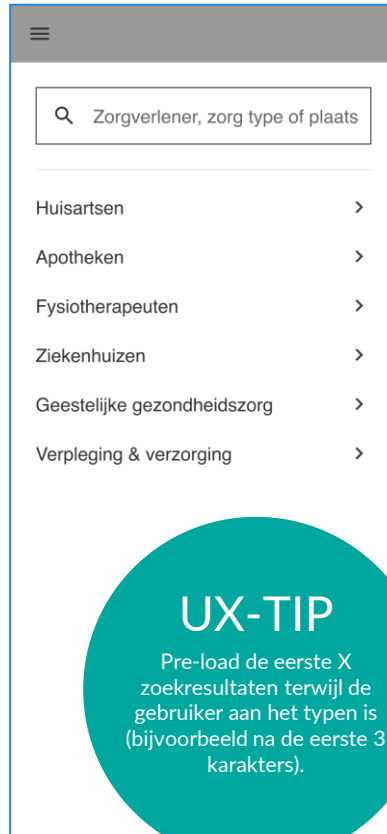 Zorgverlener, zorg type of plaats
Huisartsen
Apotheken
Fysiotherapeuten
Ziekenhuizen
Geestelijke gezondheidszorg
Verpleging & verzorging
UX-TIP
Pre-load de eerste X
zoekresultaten terwijl de
gebruiker aan het typen is
(bijvoorbeeld na de eerste 3
karakters).